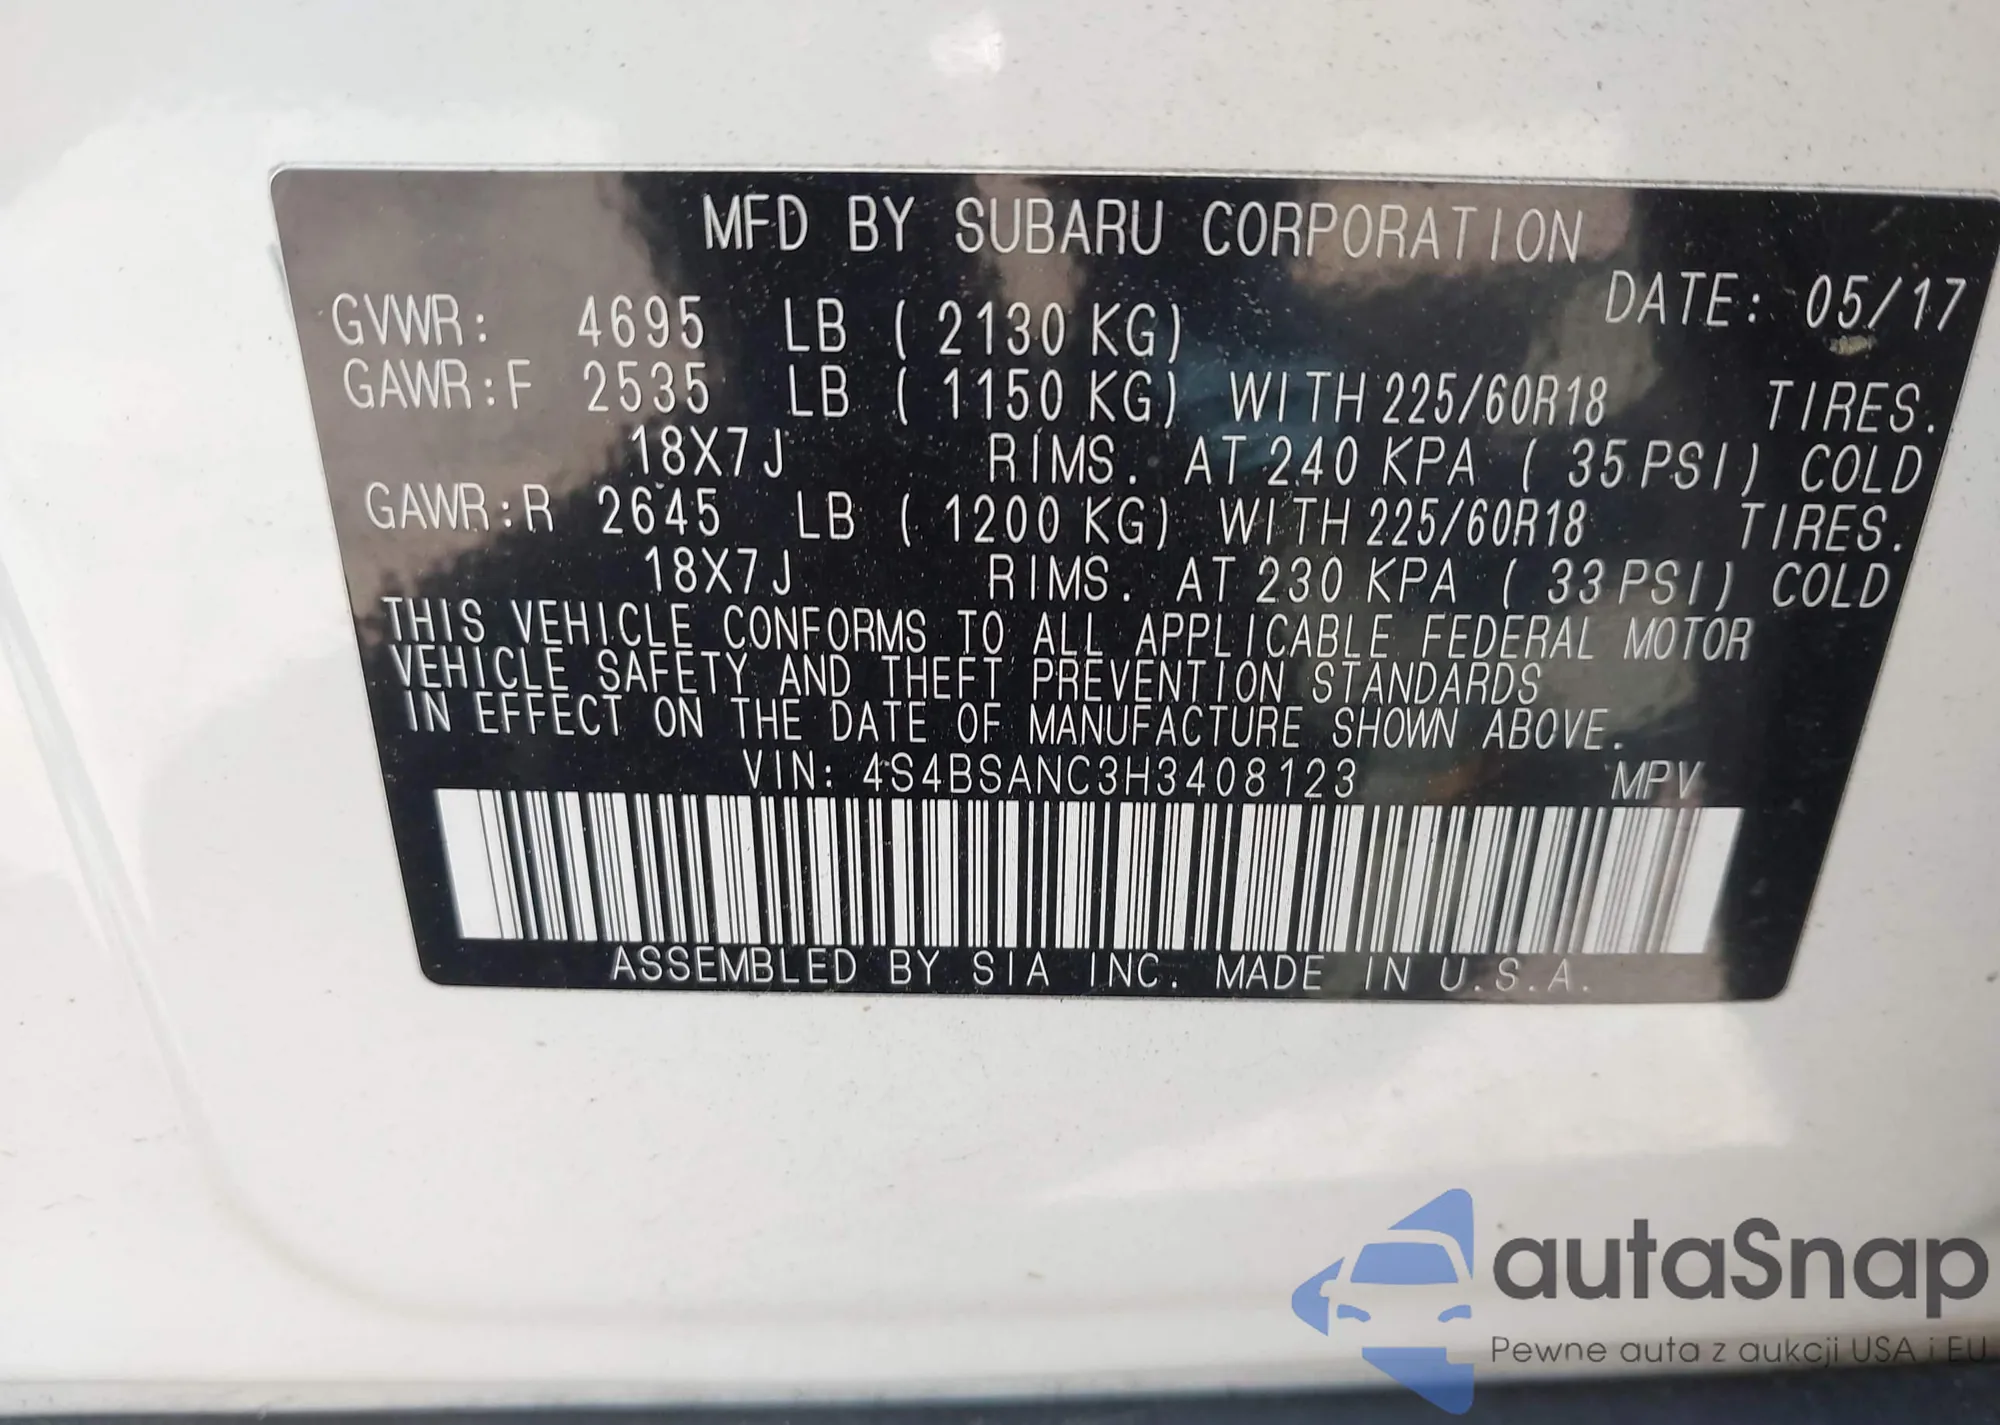 MFD BY SUBARU CORPORATION
DATE: 05/17
GVWR: 4695 LB ( 2130 KG)
GAWR:F 2535 LB ( 1150 KG) WITH 225/60R18 TIRES.
18X7J RIMS. AT 240 KPA ( 35 PSI) COLD
GAWR:R 2645 LB ( 1200 KG) WITH 225/60R18 TIRES.
18X7J RIMS. AT 230 KPA ( 33 PSI) COLD
THIS VEHICLE CONFORMS TO ALL APPLICABLE FEDERAL MOTOR
VEHICLE SAFETY AND THEFT PREVENTION STANDARDS
IN EFFECT ON THE DATE OF MANUFACTURE SHOWN ABOVE.
VIN: 4S4BSANC3H3408123 MPV
ASSEMBLED BY SIA INC. MADE IN U.S.A.
autaSnap
Pewne auta z aukcji USA i EU